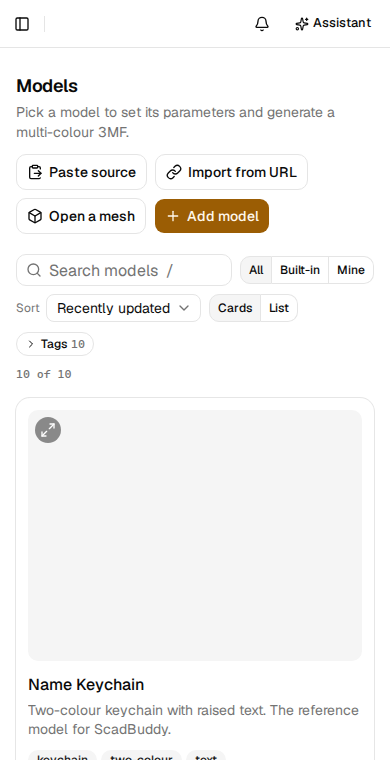 Assistant
Models
Pick a model to set its parameters and generate a
multi-colour 3MF.
Paste source
Import from URL
Open a mesh
Add model
Search models /
All
Built-in
Mine
Sort
Recently updated
Cards
List
Tags 10
10 of 10
Name Keychain
Two-colour keychain with raised text. The reference
model for ScadBuddy.
keychain
two-colour
text